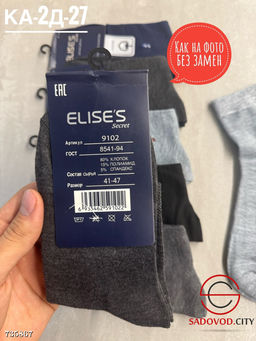 КА-2Д-27
КАК НА ФОТО
БЕЗ ЗАМЕН
EAC
ELISE'S
Secret
Артикул 9102
ГОСТ 8541-94
80% ХЛОПОК
15% ПОЛИАМИД
Состав сырья 5% СПАНДЕКС
Размер 41-47
SADOVOD.CITY